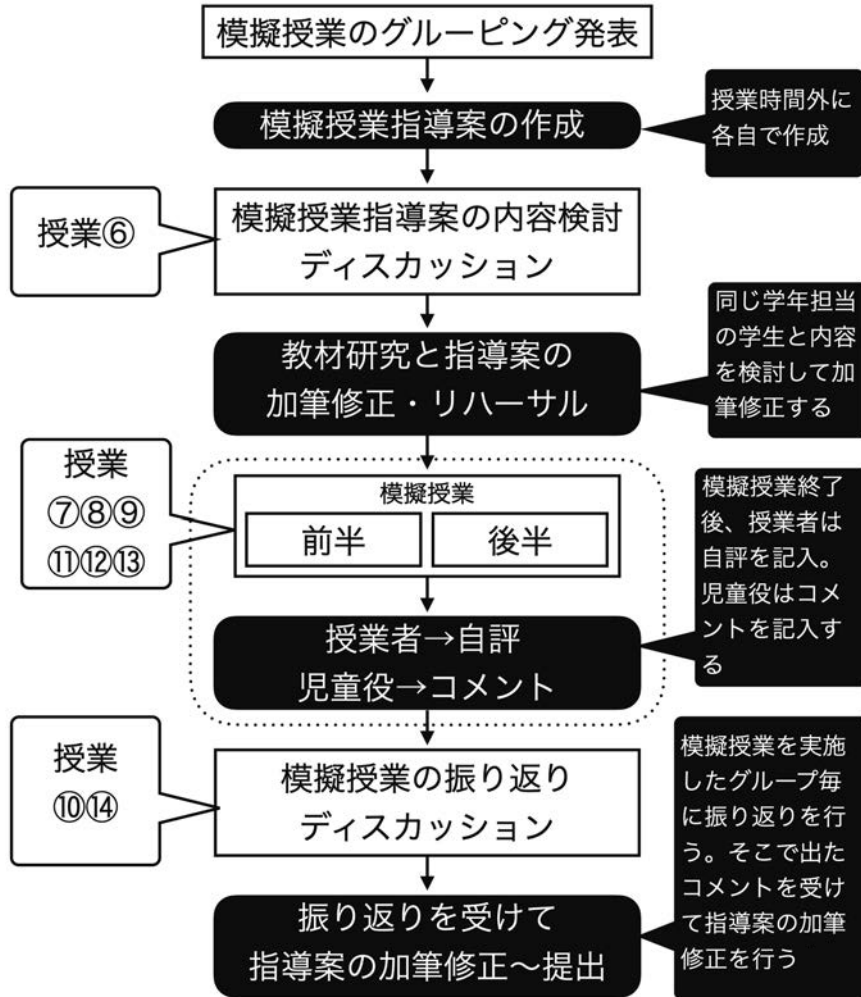 模擬授業のグルーピング発表
模擬授業指導案の作成
授業時間外に
各自で作成
授業⑥
模擬授業指導案の内容検討
ディスカッション
教材研究と指導案の
加筆修正・リハーサル
同じ学年担当
の学生と内容
を検討して加
筆修正する
授業
⑦⑧⑨
⑪⑫⑬
模擬授業
前半
後半
授業者→自評
児童役→コメント
模擬授業終了
後、授業者は
自評を記入。
児童役はコメ
ントを記入す
る
授業
⑩⑭
模擬授業の振り返り
ディスカッション
振り返りを受けて
指導案の加筆修正〜提出
模擬授業を実施
したグループ毎
に振り返りを行
う。そこで出た
コメントを受け
て指導案の加筆
修正を行う